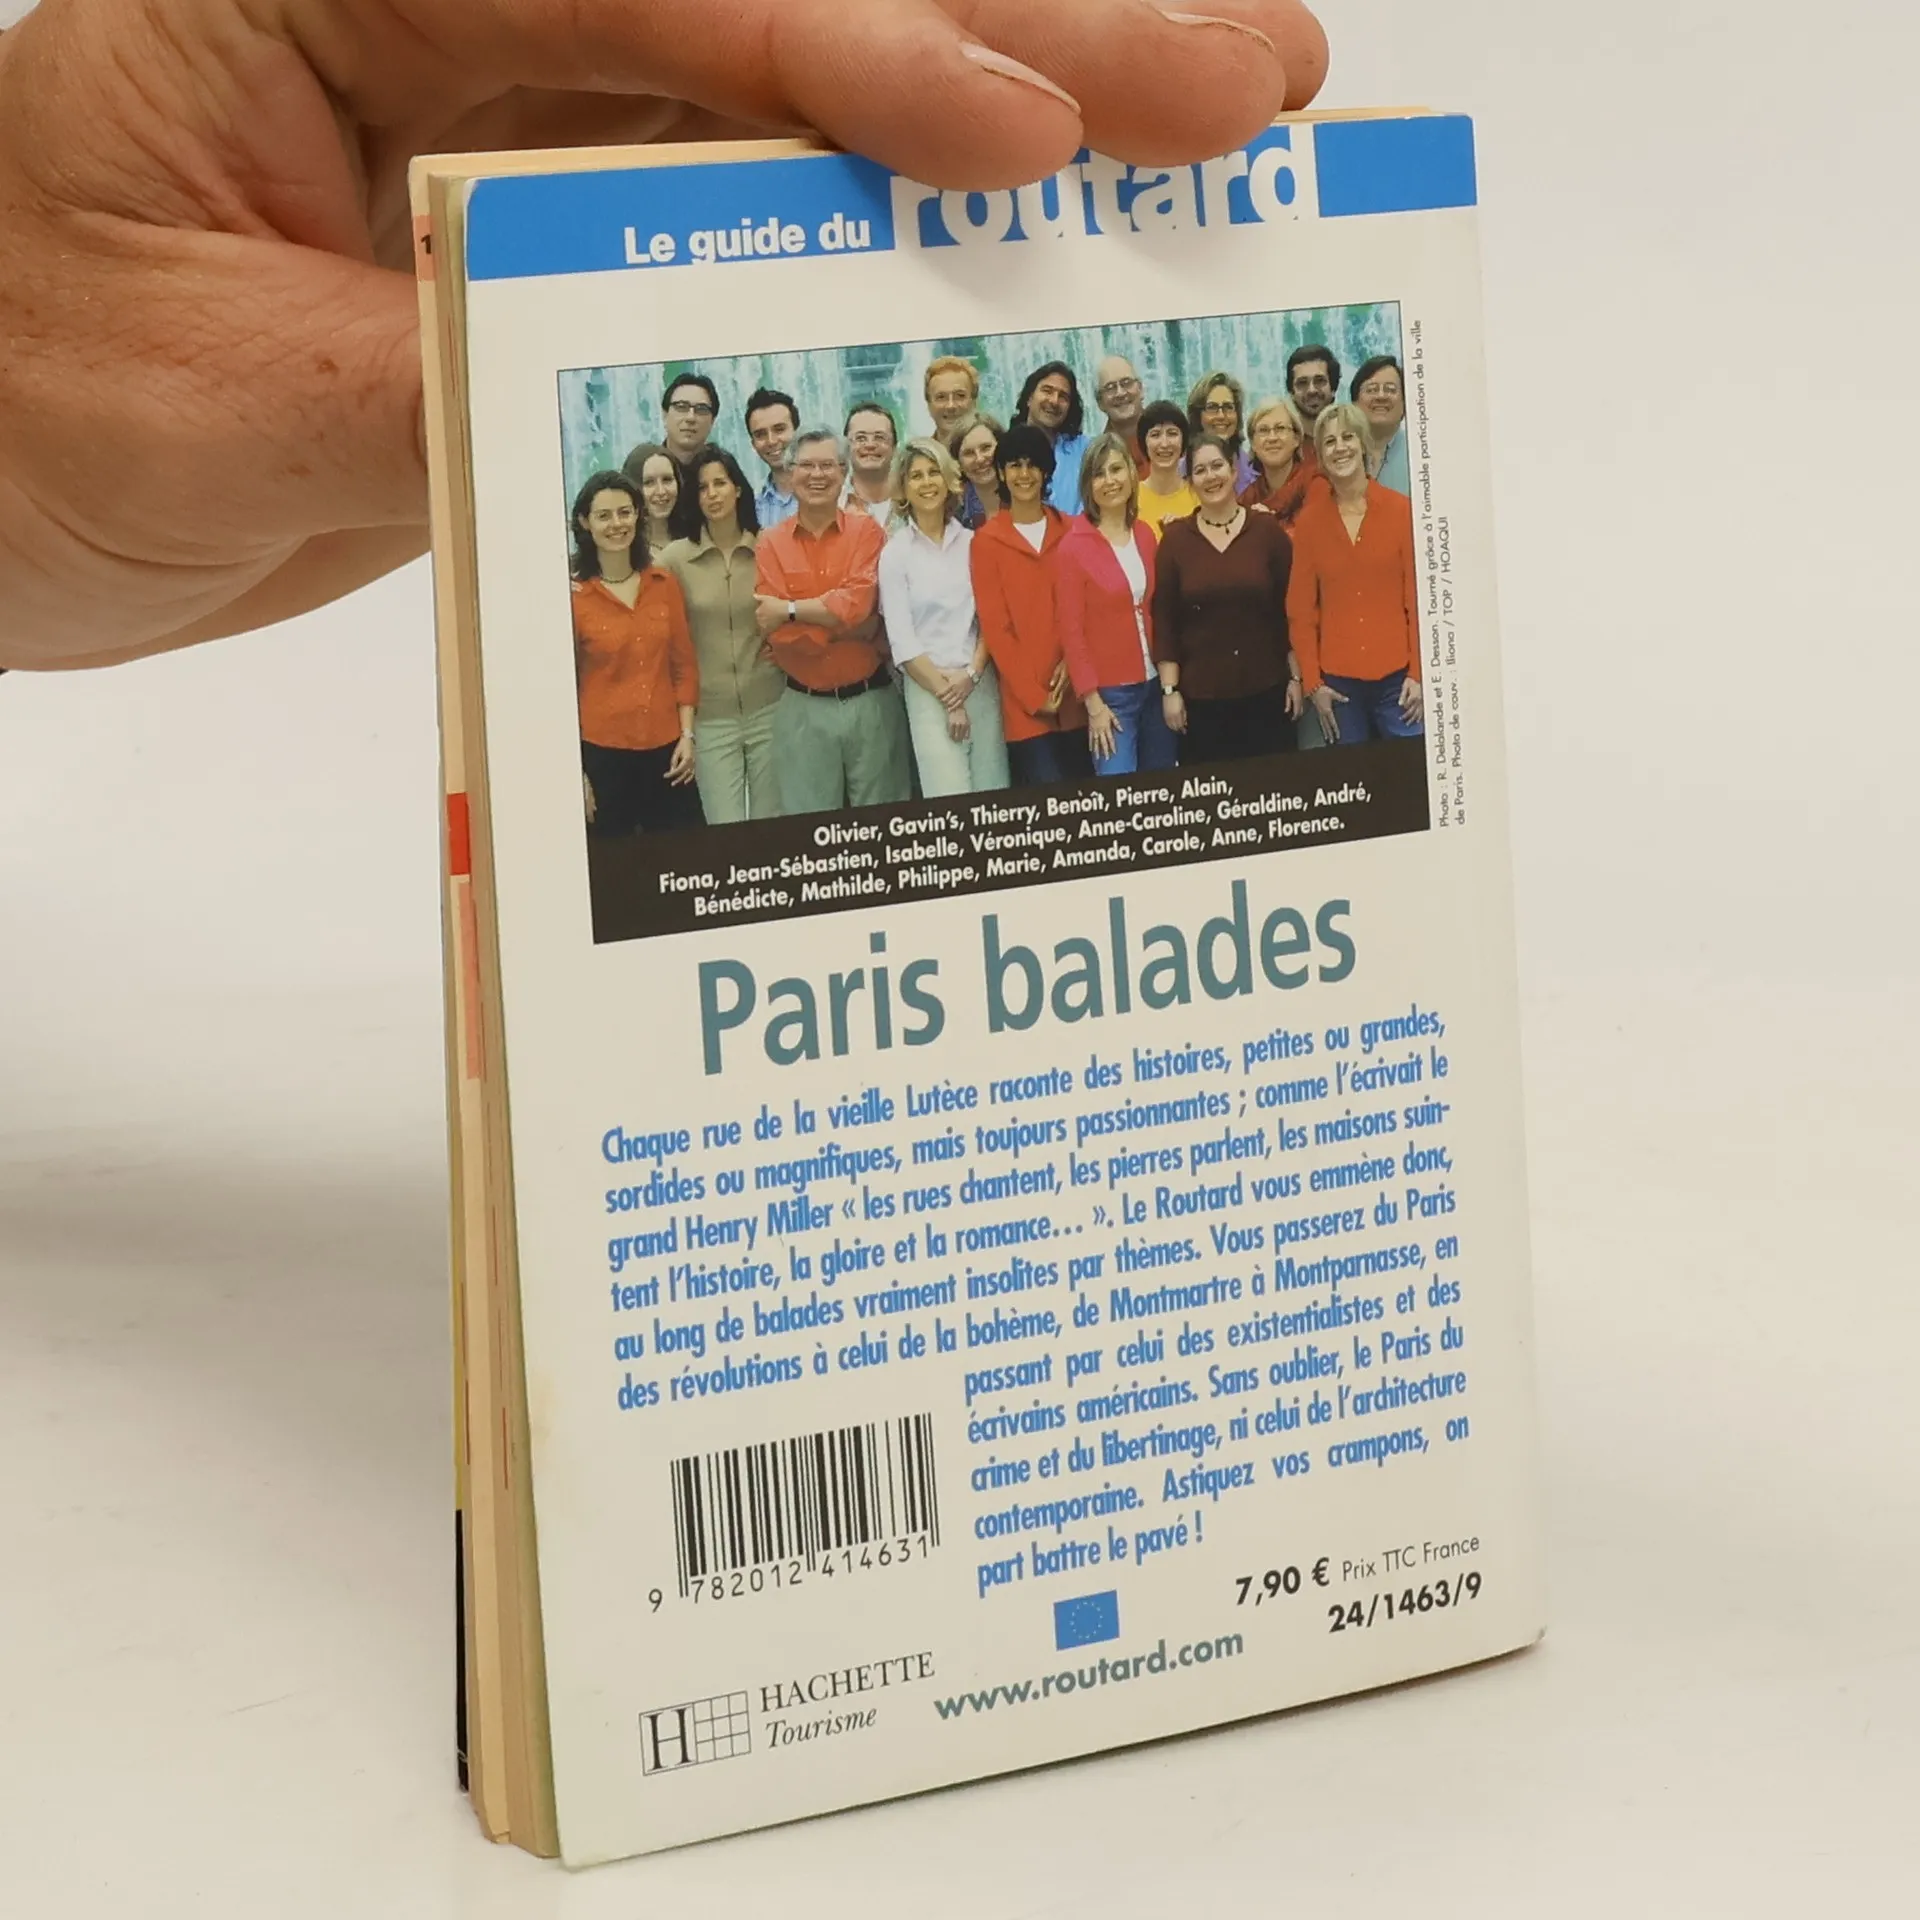 1
Le guide du routard
Photo : R. Delalande et E. Desson. Tourné grâce à l'aimable participation de la ville
de Paris. Photo de couv. : Iliona / TOP / HOAQUI
Olivier, Gavin's, Thierry, Benoît, Pierre, Alain,
Fiona, Jean-Sébastien, Isabelle, Véronique, Anne-Caroline, Géraldine, André,
Bénédicte, Mathilde, Philippe, Marie, Amanda, Carole, Anne, Florence.
Paris balades
Chaque rue de la vieille Lutèce raconte des histoires, petites ou grandes,
sordides ou magnifiques, mais toujours passionnantes ; comme l'écrivait le
grand Henry Miller « les rues chantent, les pierres parlent, les maisons suin-
tent l'histoire, la gloire et la romance... ». Le Routard vous emmène donc,
au long de balades vraiment insolites par thèmes. Vous passerez du Paris
des révolutions à celui de la bohème, de Montmartre à Montparnasse, en
passant par celui des existentialistes et des
écrivains américains. Sans oublier, le Paris du
crime et du libertinage, ni celui de l'architecture
contemporaine. Astiquez vos crampons, on
part battre le pavé !
9 782012 414631
7,90 € Prix TTC France
24/1463/9
www.routard.com
H HACHETTE
Tourisme